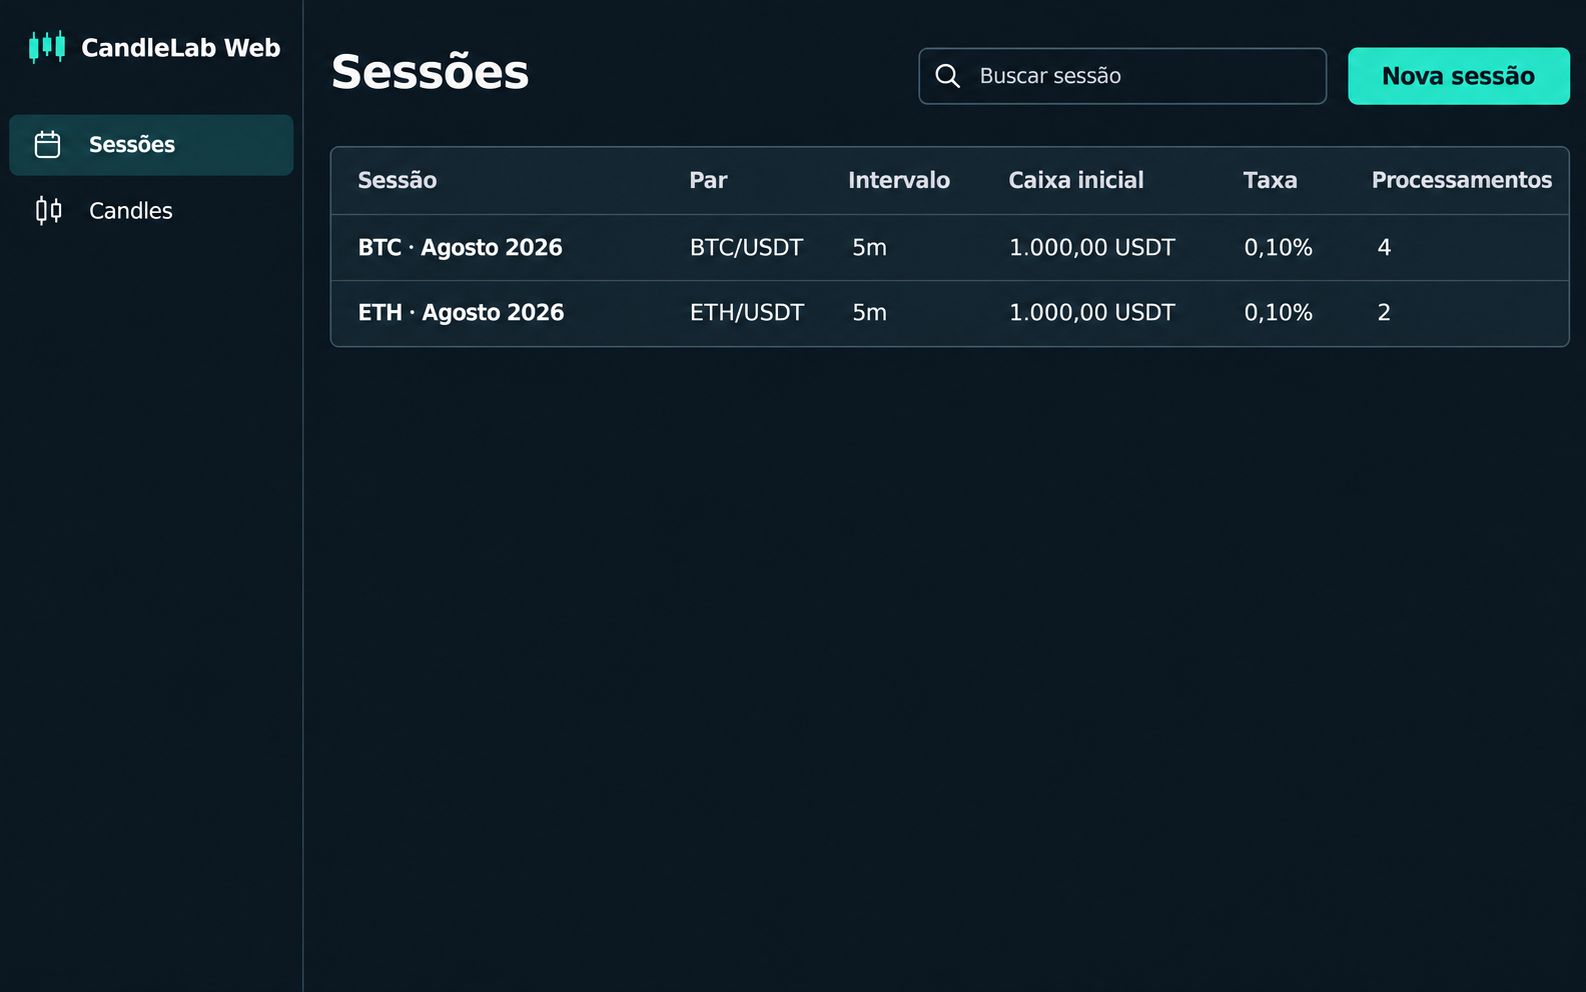 CandleLab Web
Sessões
Candles
Sessões
Buscar sessão
Nova sessão
Sessão Par Intervalo Caixa inicial Taxa Processamentos
BTC · Agosto 2026 BTC/USDT 5m 1.000,00 USDT 0,10% 4
ETH · Agosto 2026 ETH/USDT 5m 1.000,00 USDT 0,10% 2